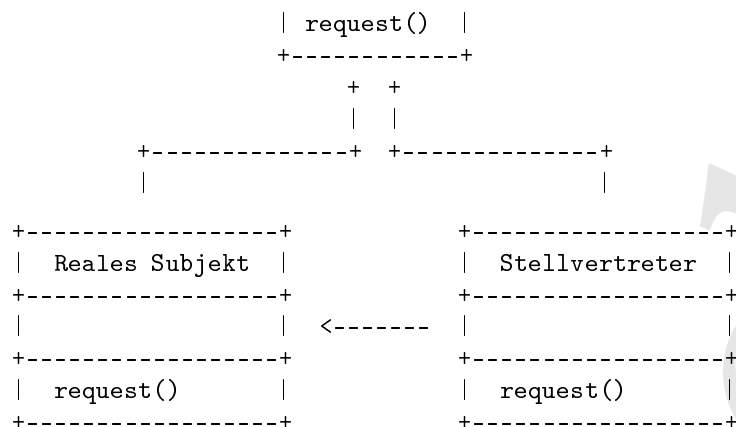 | request() |
+------------+
+ +
| |
+--------------+ +--------------+
| |
+-----------------+ +-----------------+
| Reales Subjekt | | Stellvertreter |
+-----------------+ +-----------------+
| | <------- | |
+-----------------+ +-----------------+
| request() | | request() |
+-----------------+ +-----------------+